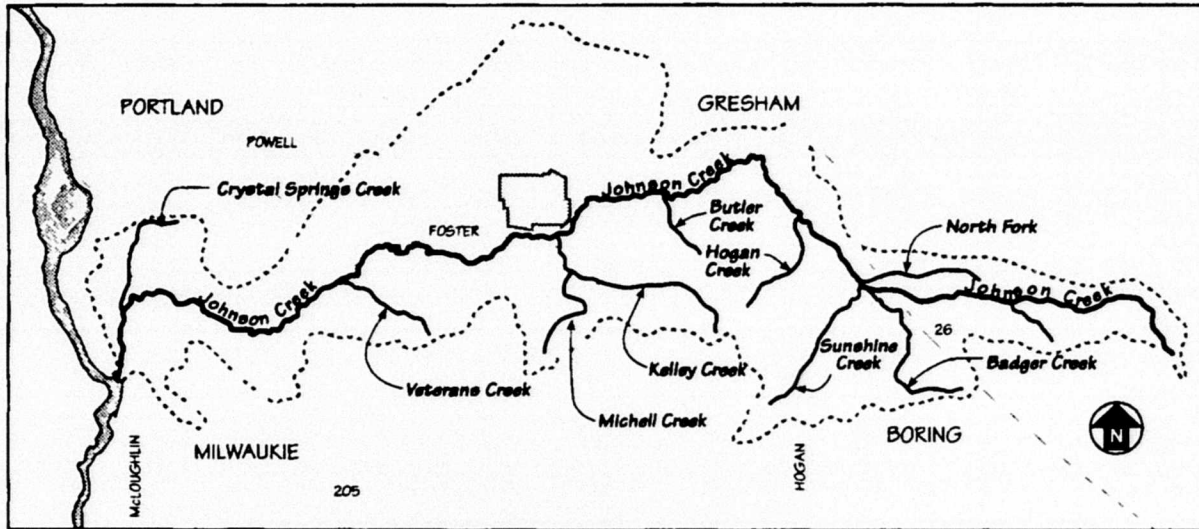 PORTLAND
GRESHAM
POWELL
Johnson Creek
Crystal Springs Creek
Butler
Creek
FOSTER
North Fork
Hogan
Creek
Johnson Creek
Johnson Creek
26
Sunshine
Creek
Kelley Creek
Badger Creek
Veterans Creek
Michell Creek
BORING
N
MILWAUKIE
McLOUGHLIN
HOGAN
205